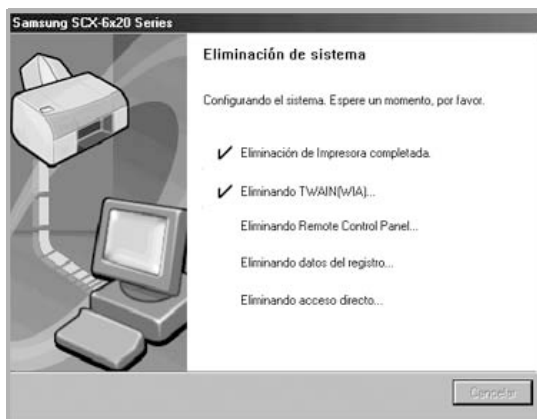 Samsung SCX-6x20 Series
Eliminación de sistema
Configurando el sistema. Espere un momento, por favor.
Eliminación de Impresora completada.
Eliminando TWAIN(WIA)...
Eliminando Remote Control Panel...
Eliminando datos del registro...
Eliminando acceso directo...
Cancelar